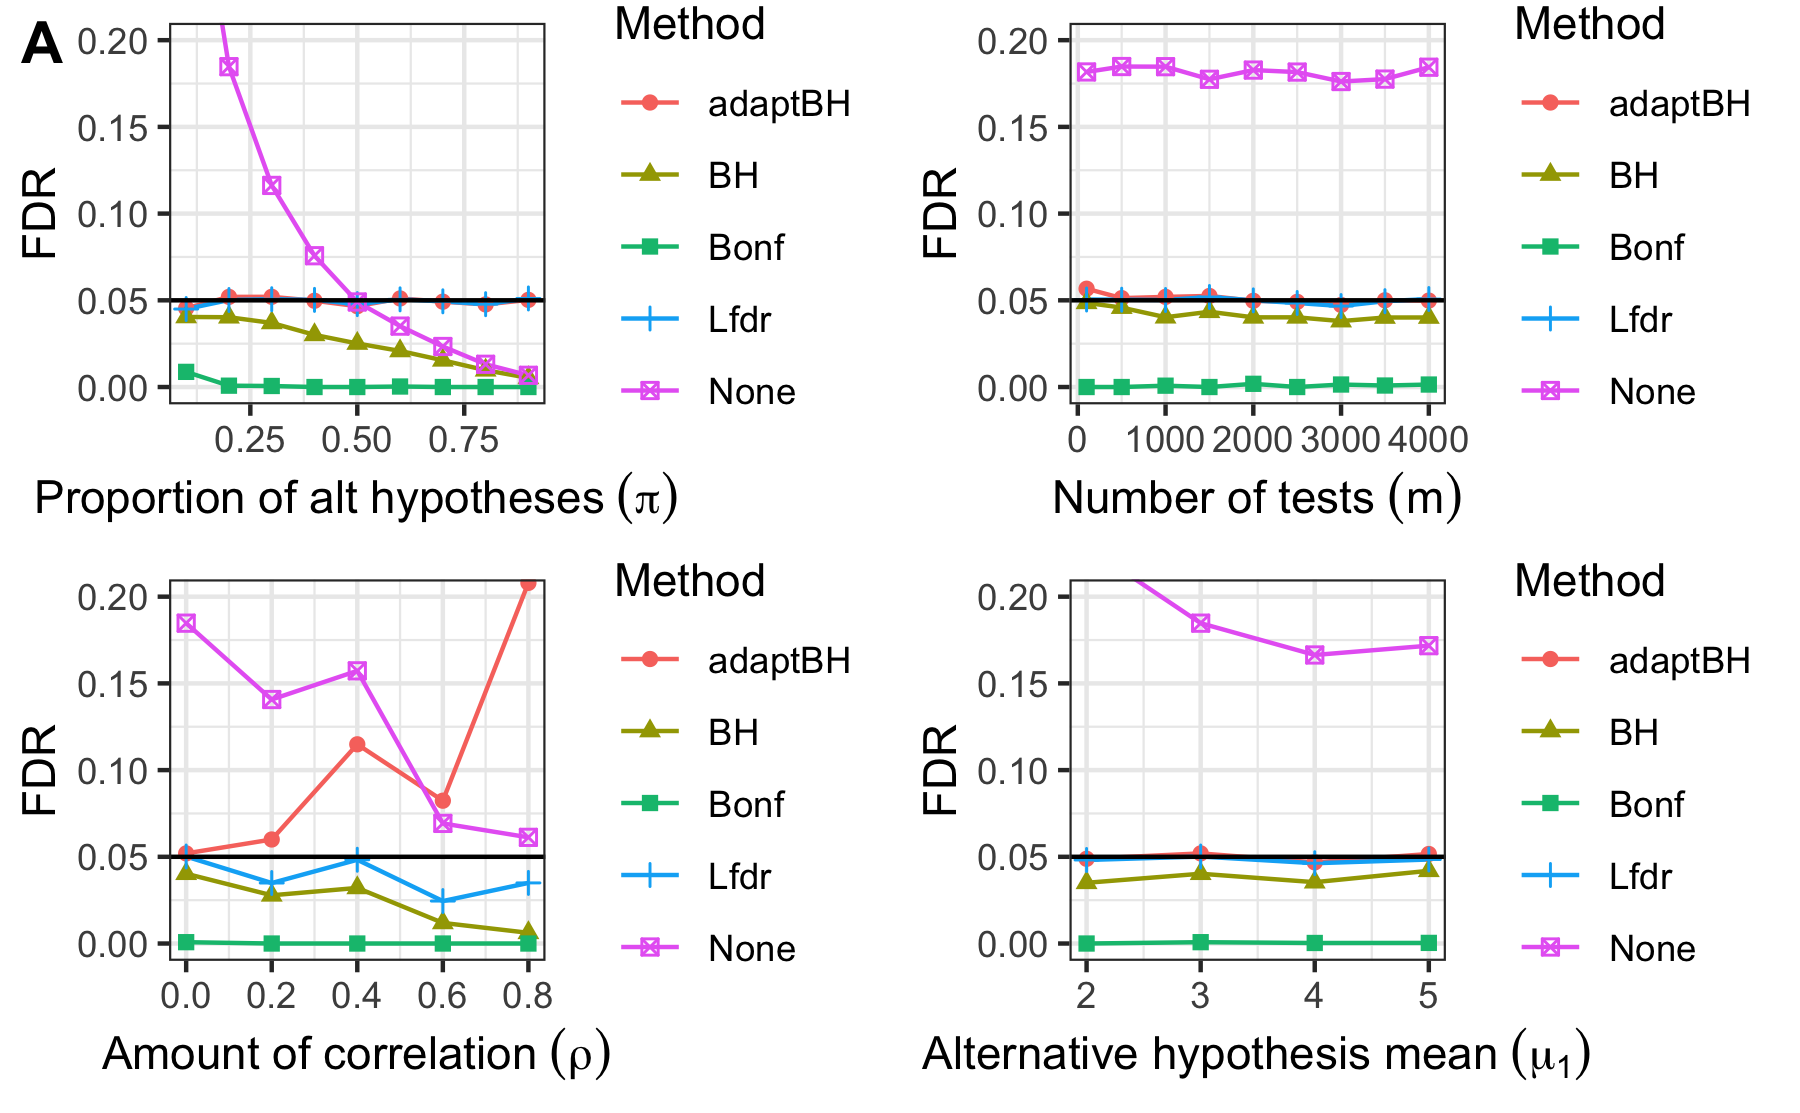 A
FDR
0.20
0.15
0.10
0.05
0.00
0.25 0.50 0.75
Proportion of alt hypotheses (π)
Method
adaptBH
BH
Bonf
Lfdr
None
FDR
0.20
0.15
0.10
0.05
0.00
0 1000 2000 3000 4000
Number of tests (m)
Method
adaptBH
BH
Bonf
Lfdr
None
FDR
0.20
0.15
0.10
0.05
0.00
0.0 0.2 0.4 0.6 0.8
Amount of correlation (ρ)
Method
adaptBH
BH
Bonf
Lfdr
None
FDR
0.20
0.15
0.10
0.05
0.00
2 3 4 5
Alternative hypothesis mean (μ₁)
Method
adaptBH
BH
Bonf
Lfdr
None